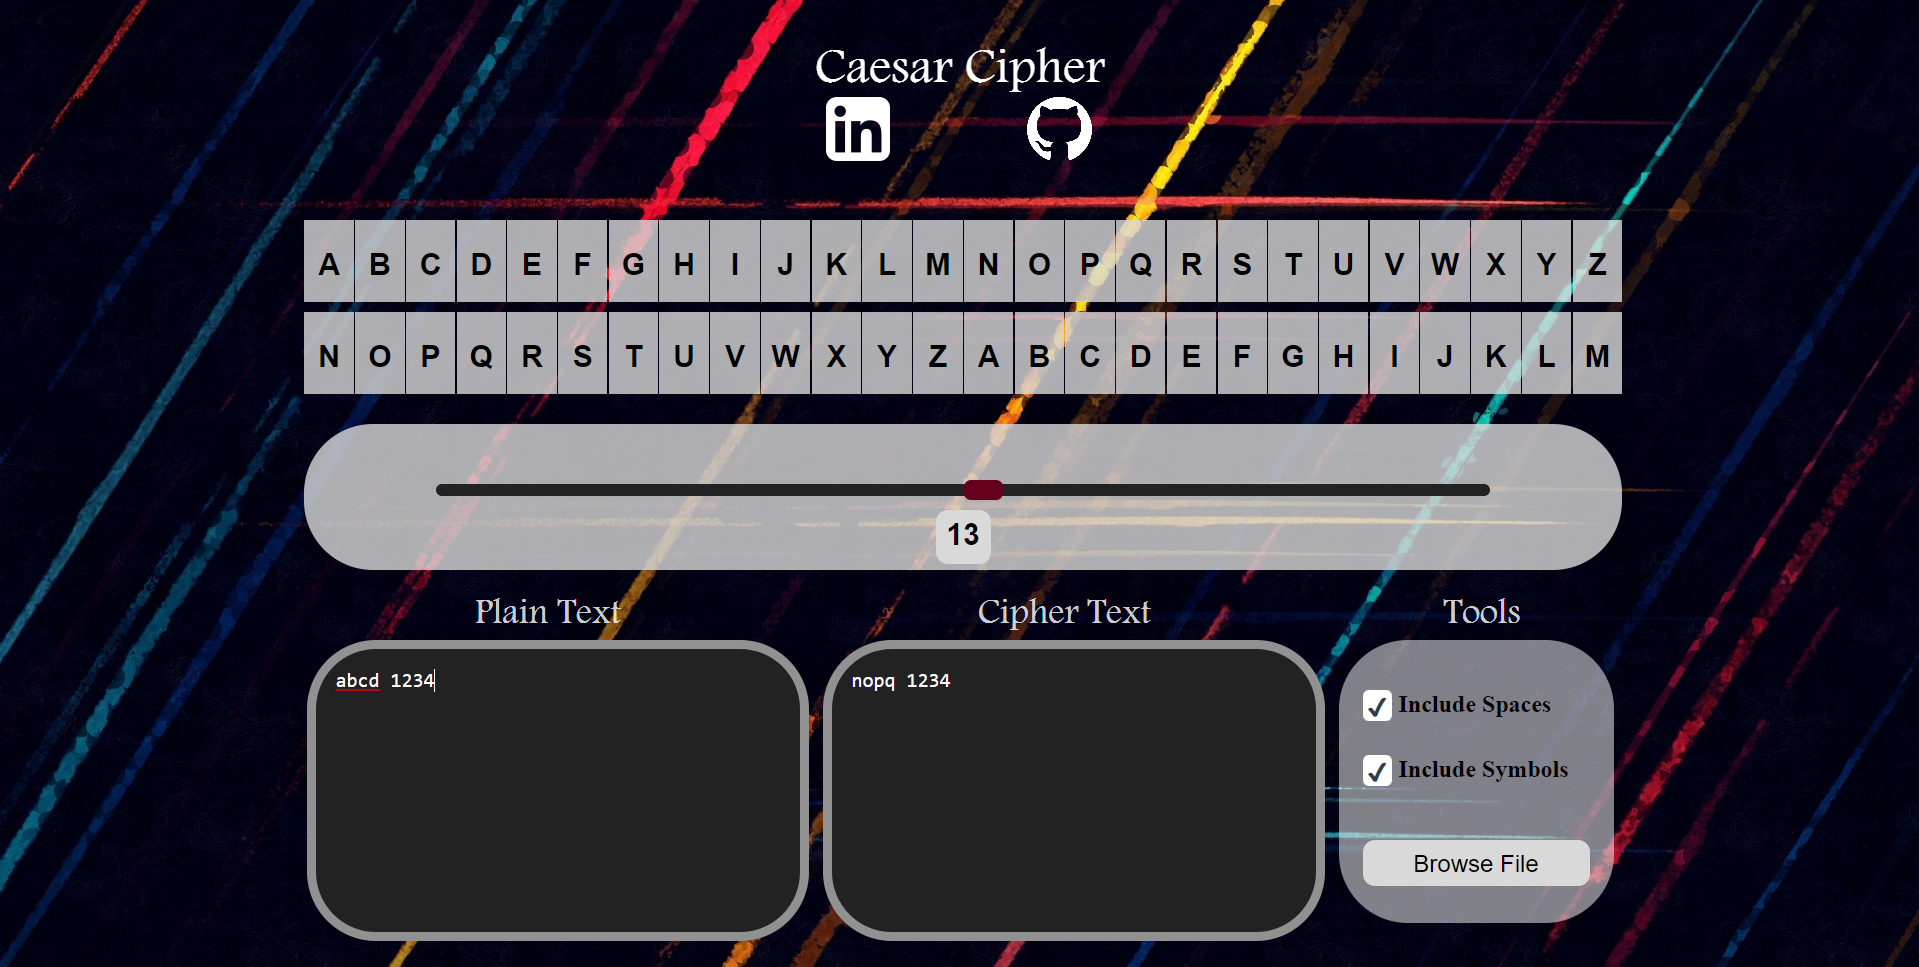 Caesar Cipher
in
A B C D E F G H I J K L M N O P Q R S T U V W X Y Z
N O P Q R S T U V W X Y Z A B C D E F G H I J K L M
13
Plain Text
Cipher Text
Tools
abcd 1234
nopq 1234
Include Spaces
Include Symbols
Browse File